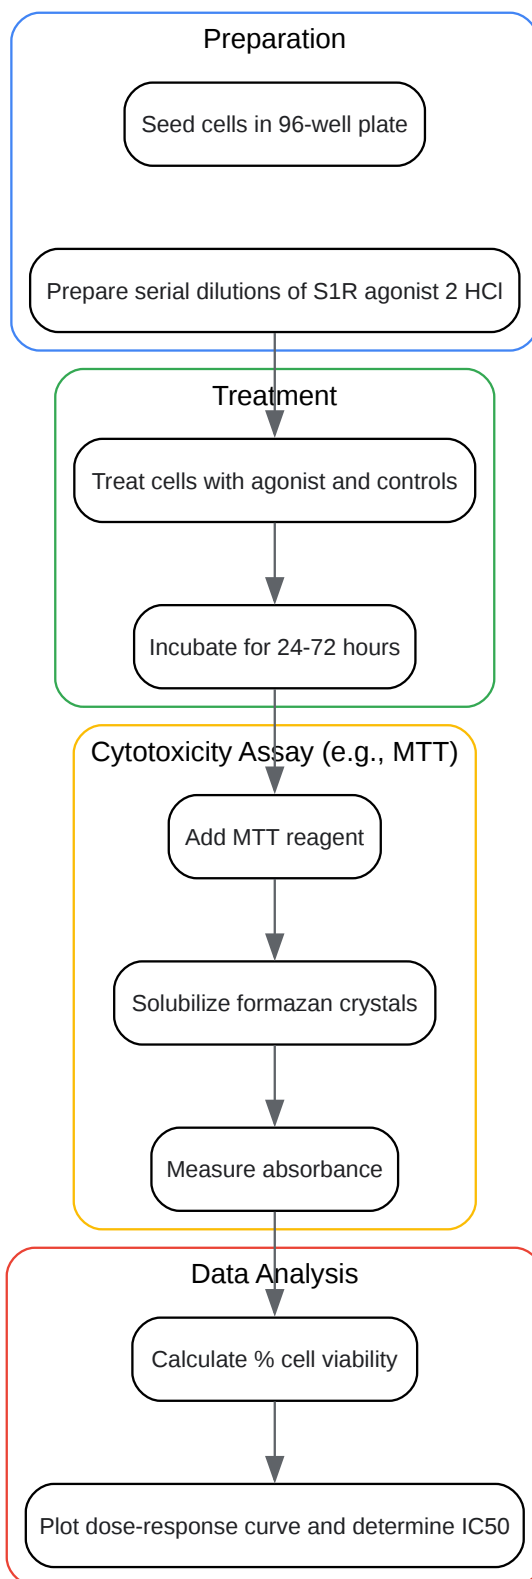 Preparation
Seed cells in 96-well plate
Prepare serial dilutions of S1R agonist 2 HCl
Treatment
Treat cells with agonist and controls
Incubate for 24-72 hours
Cytotoxicity Assay (e.g., MTT)
Add MTT reagent
Solubilize formazan crystals
Measure absorbance
Data Analysis
Calculate % cell viability
Plot dose-response curve and determine IC50